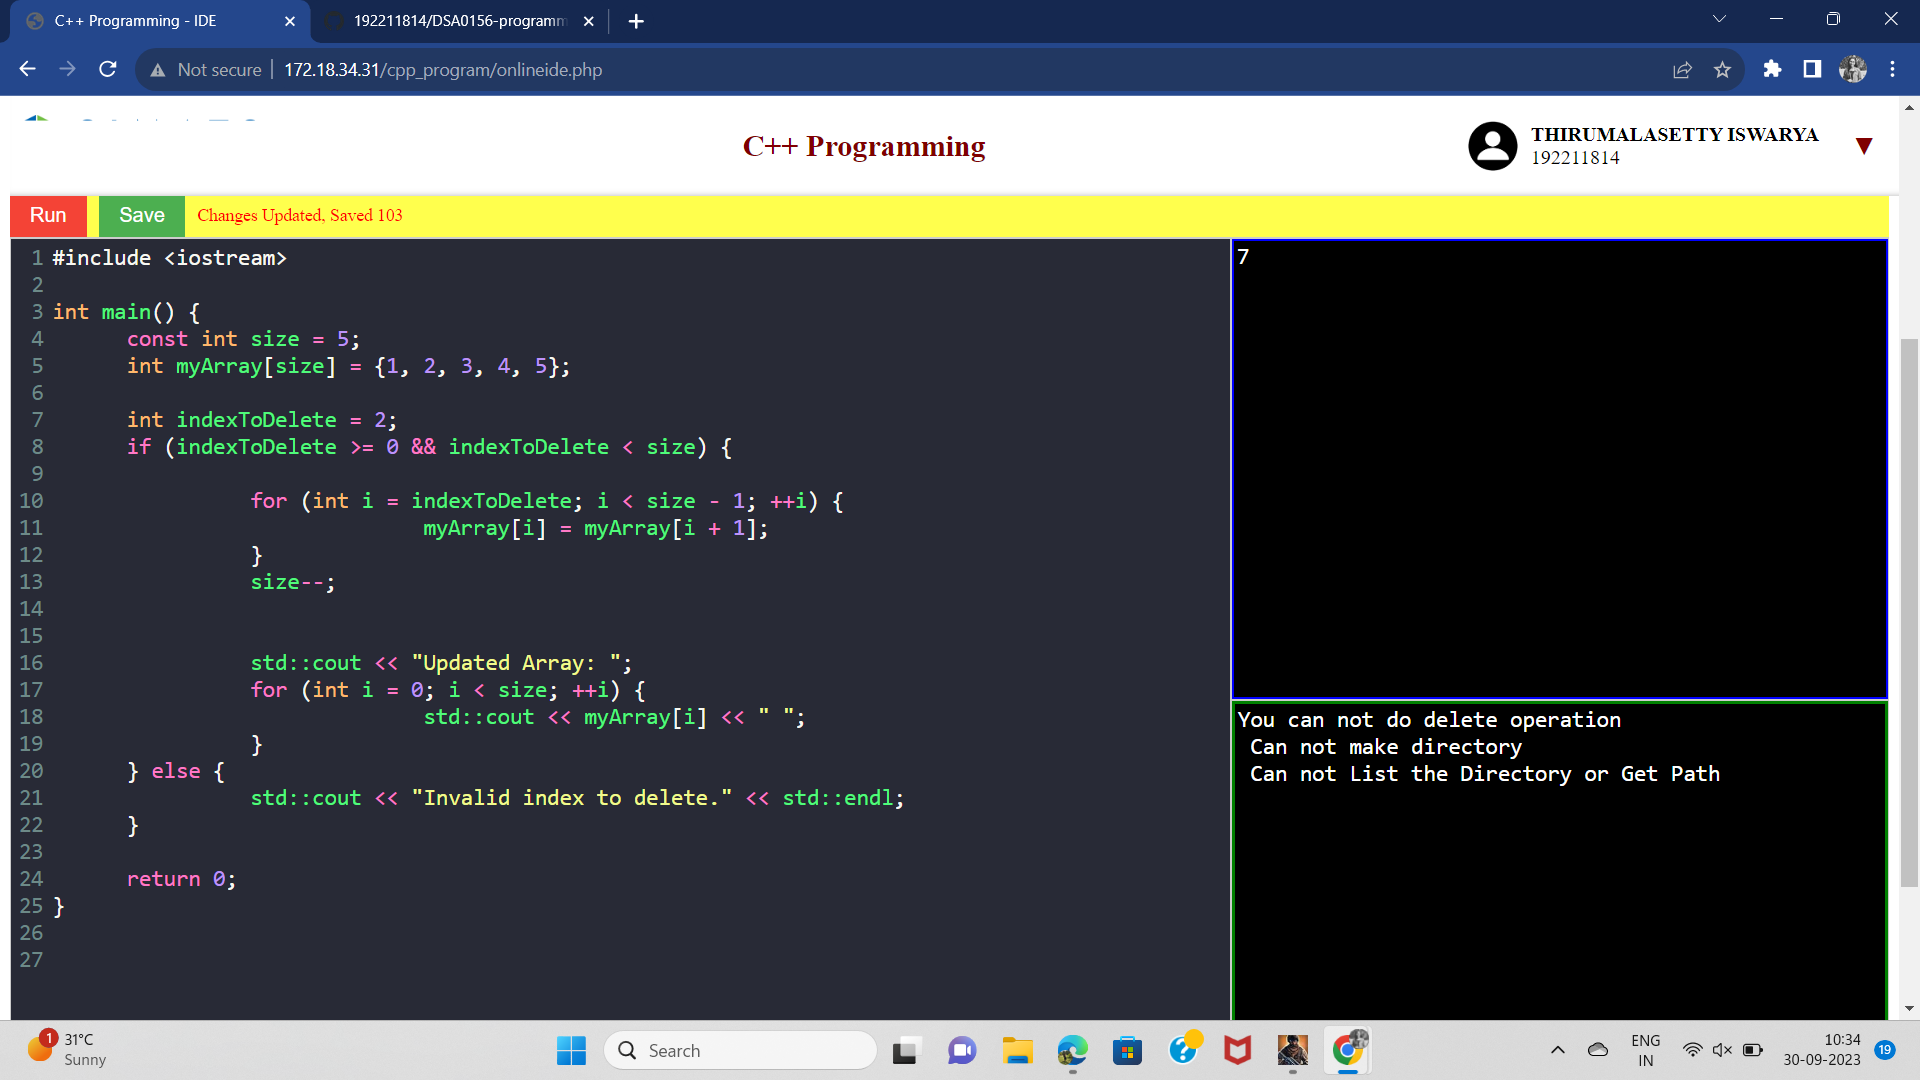 C++ Programming - IDE
192211814/DSA0156-programm
Not secure
172.18.34.31/cpp_program/onlineide.php
C++ Programming
THIRUMALASETTY ISWARYA
192211814
Run
Save
Changes Updated, Saved 103
1 #include <iostream>
2
3 int main() {
4 const int size = 5;
5 int myArray[size] = {1, 2, 3, 4, 5};
6
7 int indexToDelete = 2;
8 if (indexToDelete >= 0 && indexToDelete < size) {
9
10 for (int i = indexToDelete; i < size - 1; ++i) {
11 myArray[i] = myArray[i + 1];
12 }
13 size--;
14
15
16 std::cout << "Updated Array: ";
17 for (int i = 0; i < size; ++i) {
18 std::cout << myArray[i] << " ";
19 }
20 } else {
21 std::cout << "Invalid index to delete." << std::endl;
22 }
23
24 return 0;
25 }
26
27
7
You can not do delete operation
Can not make directory
Can not List the Directory or Get Path
1
31°C
Sunny
Search
ENG
IN
10:34
30-09-2023
19